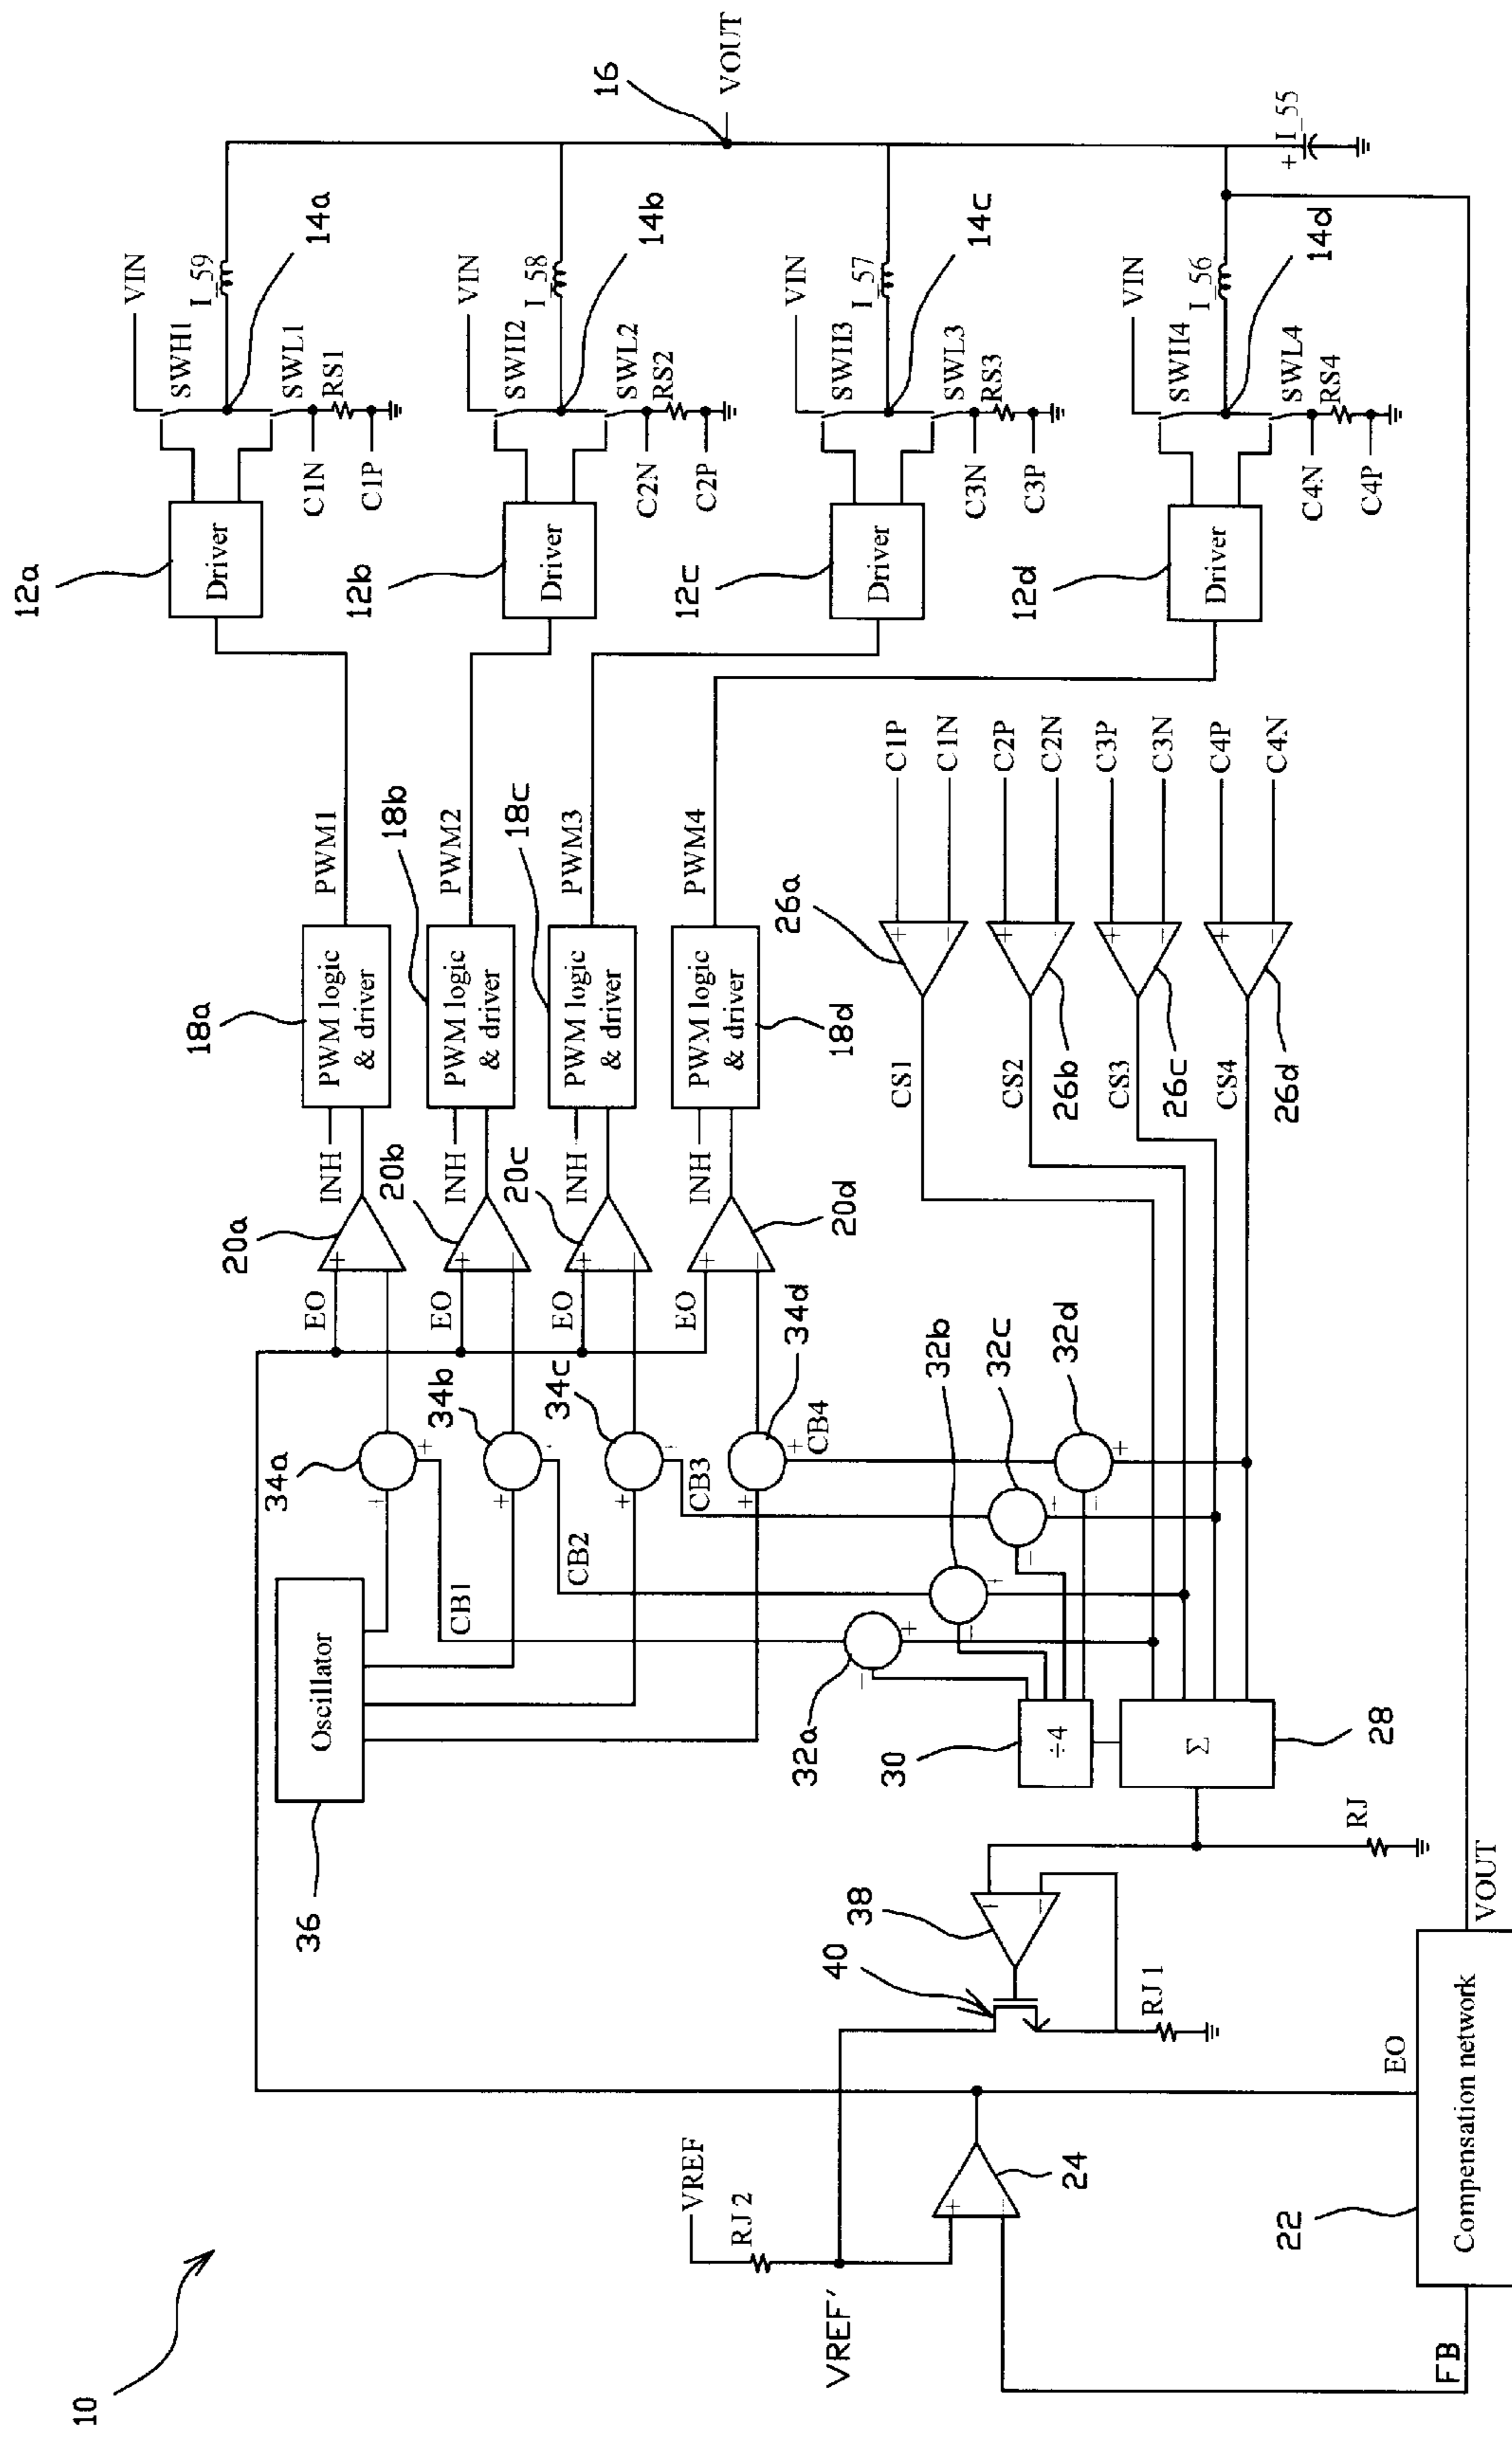 10
12a
Driver
VIN
SWH1
I_59
14a
SWL1
RS1
C1N
C1P
12b
Driver
VIN
SWII2
I_58
14b
SWL2
RS2
C2N
C2P
12c
Driver
VIN
SWII3
I_57
14c
SWL3
RS3
C3N
C3P
12d
Driver
VIN
SWII4
I_56
14d
SWL4
RS4
C4N
C4P
16
VOUT
+ I_55
36
Oscillator
34a
+
+
CB1
EO
20a
+
INH
18a
PWM logic
& driver
PWM1
34b
+
CB2
EO
20b
+
−
INH
18b
PWM logic
& driver
PWM2
34c
+
CB3
EO
20c
+
−
INH
18c
PWM logic
& driver
PWM3
34d
+
+
CB4
EO
20d
+
−
INH
18d
PWM logic
& driver
PWM4
32a
−
+
32b
−
+
32c
−
+
32d
−
+
30
÷4
28
Σ
CS1
26a
+
−
C1P
C1N
CS2
26b
+
−
C2P
C2N
CS3
26c
+
−
C3P
C3N
CS4
26d
+
−
C4P
C4N
VREF
RJ 2
VREF'
24
+
−
40
38
−
RJ 1
RJ
FB
22
Compensation network
EO
VOUT